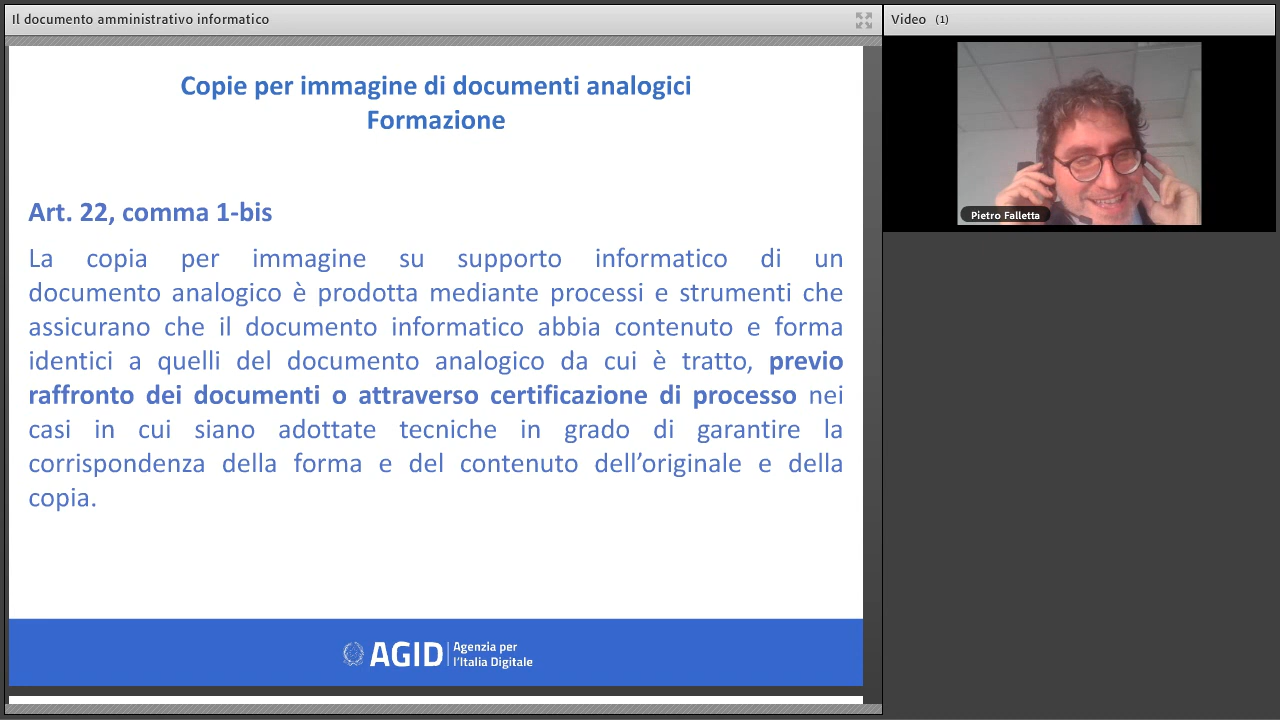 Il documento amministrativo informatico
Video (1)
Copie per immagine di documenti analogici
Formazione
Art. 22, comma 1-bis
La copia per immagine su supporto informatico di un
documento analogico è prodotta mediante processi e strumenti che
assicurano che il documento informatico abbia contenuto e forma
identici a quelli del documento analogico da cui è tratto, previo
raffronto dei documenti o attraverso certificazione di processo nei
casi in cui siano adottate tecniche in grado di garantire la
corrispondenza della forma e del contenuto dell’originale e della
copia.
AGID Agenzia per
l’Italia Digitale
Pietro Falletta